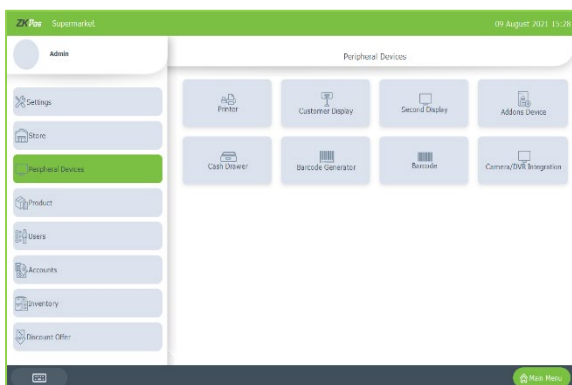 ZKPos Supermarket 09 August 2021 15:28
Admin
Peripheral Devices
Settings
Store
Peripheral Devices
Product
Users
Accounts
Inventory
Discount Offer
Printer
Customer Display
Second Display
Addons Device
Cash Drawer
Barcode Generator
Barcode
Camera/DVR Integration
Main Menu